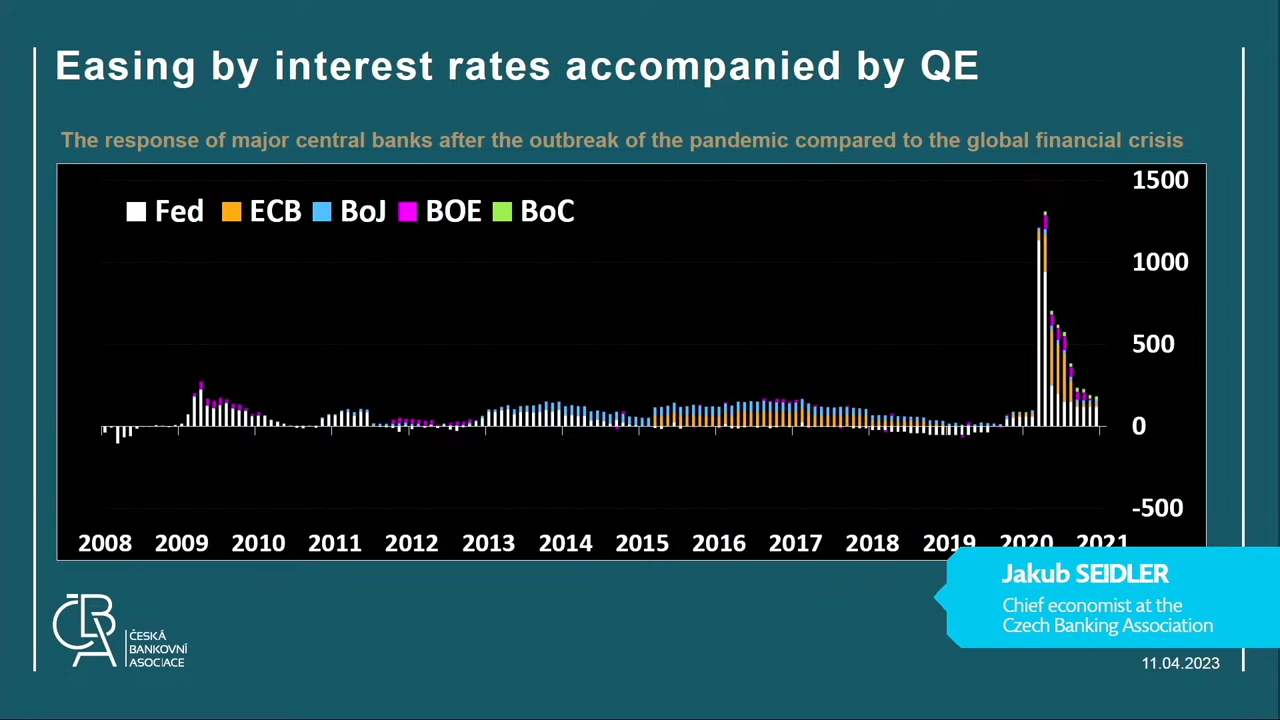 Easing by interest rates accompanied by QE
The response of major central banks after the outbreak of the pandemic compared to the global financial crisis
Fed ECB BoJ BOE BoC
1500
1000
500
0
-500
2008 2009 2010 2011 2012 2013 2014 2015 2016 2017 2018 2019 2020 2021
Jakub SEIDLER
Chief economist at the
Czech Banking Association
ČBA
ČESKÁ
BANKOVNÍ
ASOCIACE
11.04.2023